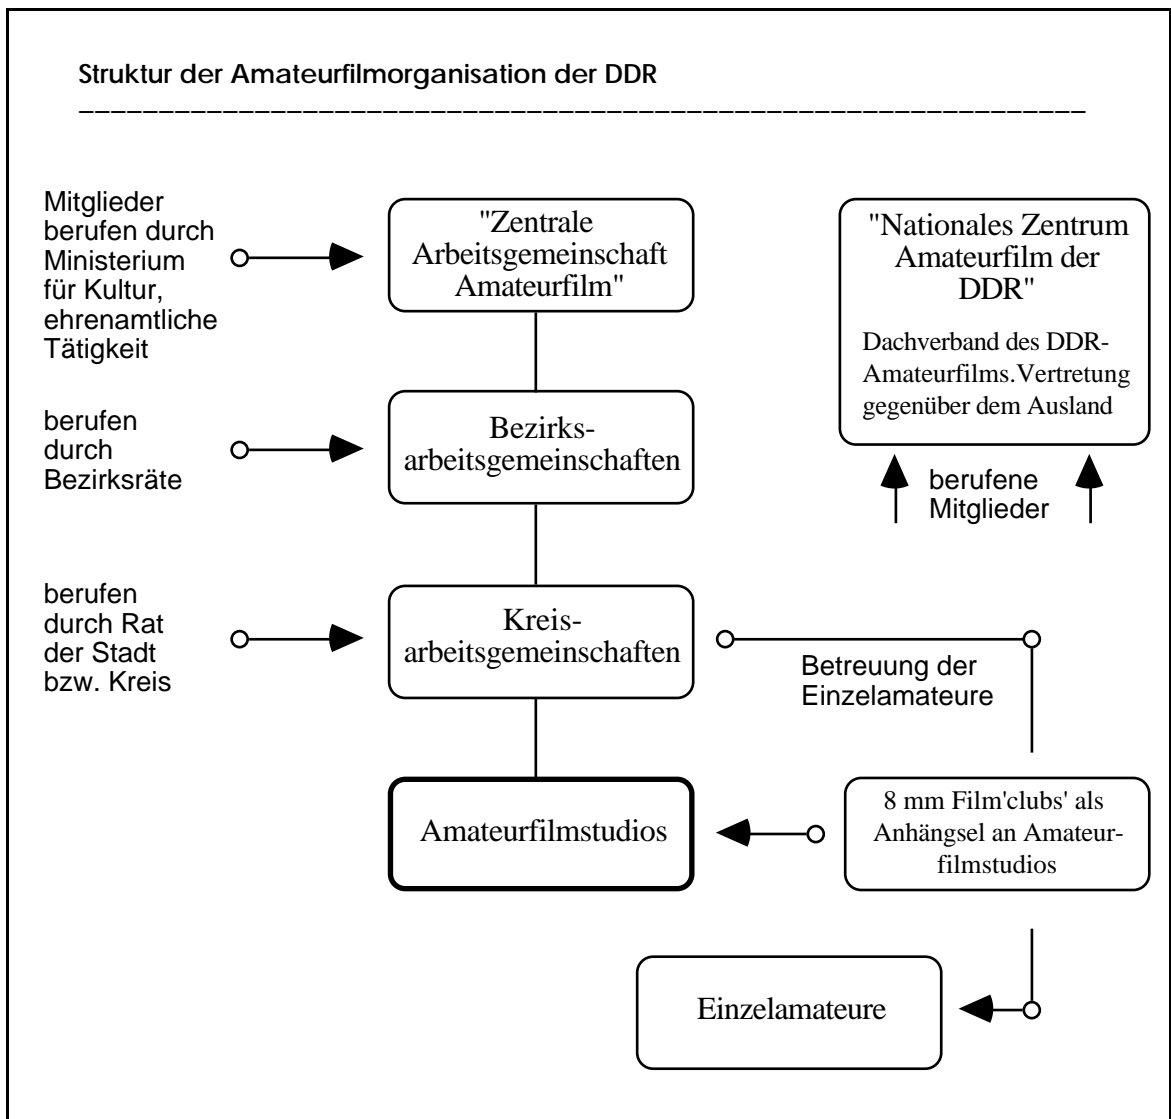 Struktur der Amateurfilmorganisation der DDR
Mitglieder
berufen durch
Ministerium
für Kultur,
ehrenamtliche
Tätigkeit
"Zentrale
Arbeitsgemeinschaft
Amateurfilm"
"Nationales Zentrum
Amateurfilm der
DDR"
Dachverband des DDR-
Amateurfilms.Vertretung
gegenüber dem Ausland
berufen
durch
Bezirksräte
Bezirks-
arbeitsgemeinschaften
berufene
Mitglieder
berufen
durch Rat
der Stadt
bzw. Kreis
Kreis-
arbeitsgemeinschaften
Betreuung der
Einzelamateure
Amateurfilmstudios
8 mm Film'clubs' als
Anhängsel an Amateur-
filmstudios
Einzelamateure